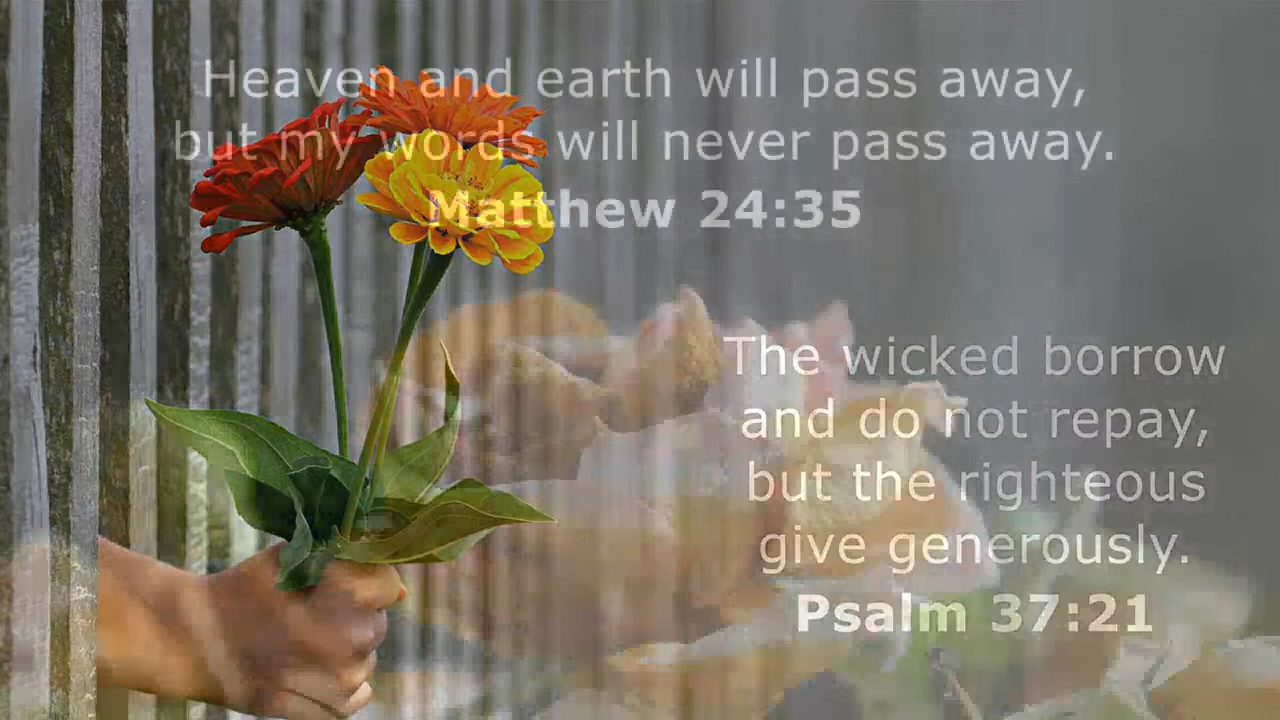 Heaven and earth will pass away,
but my words will never pass away.
Matthew 24:35
The wicked borrow
and do not repay,
but the righteous
give generously.
Psalm 37:21